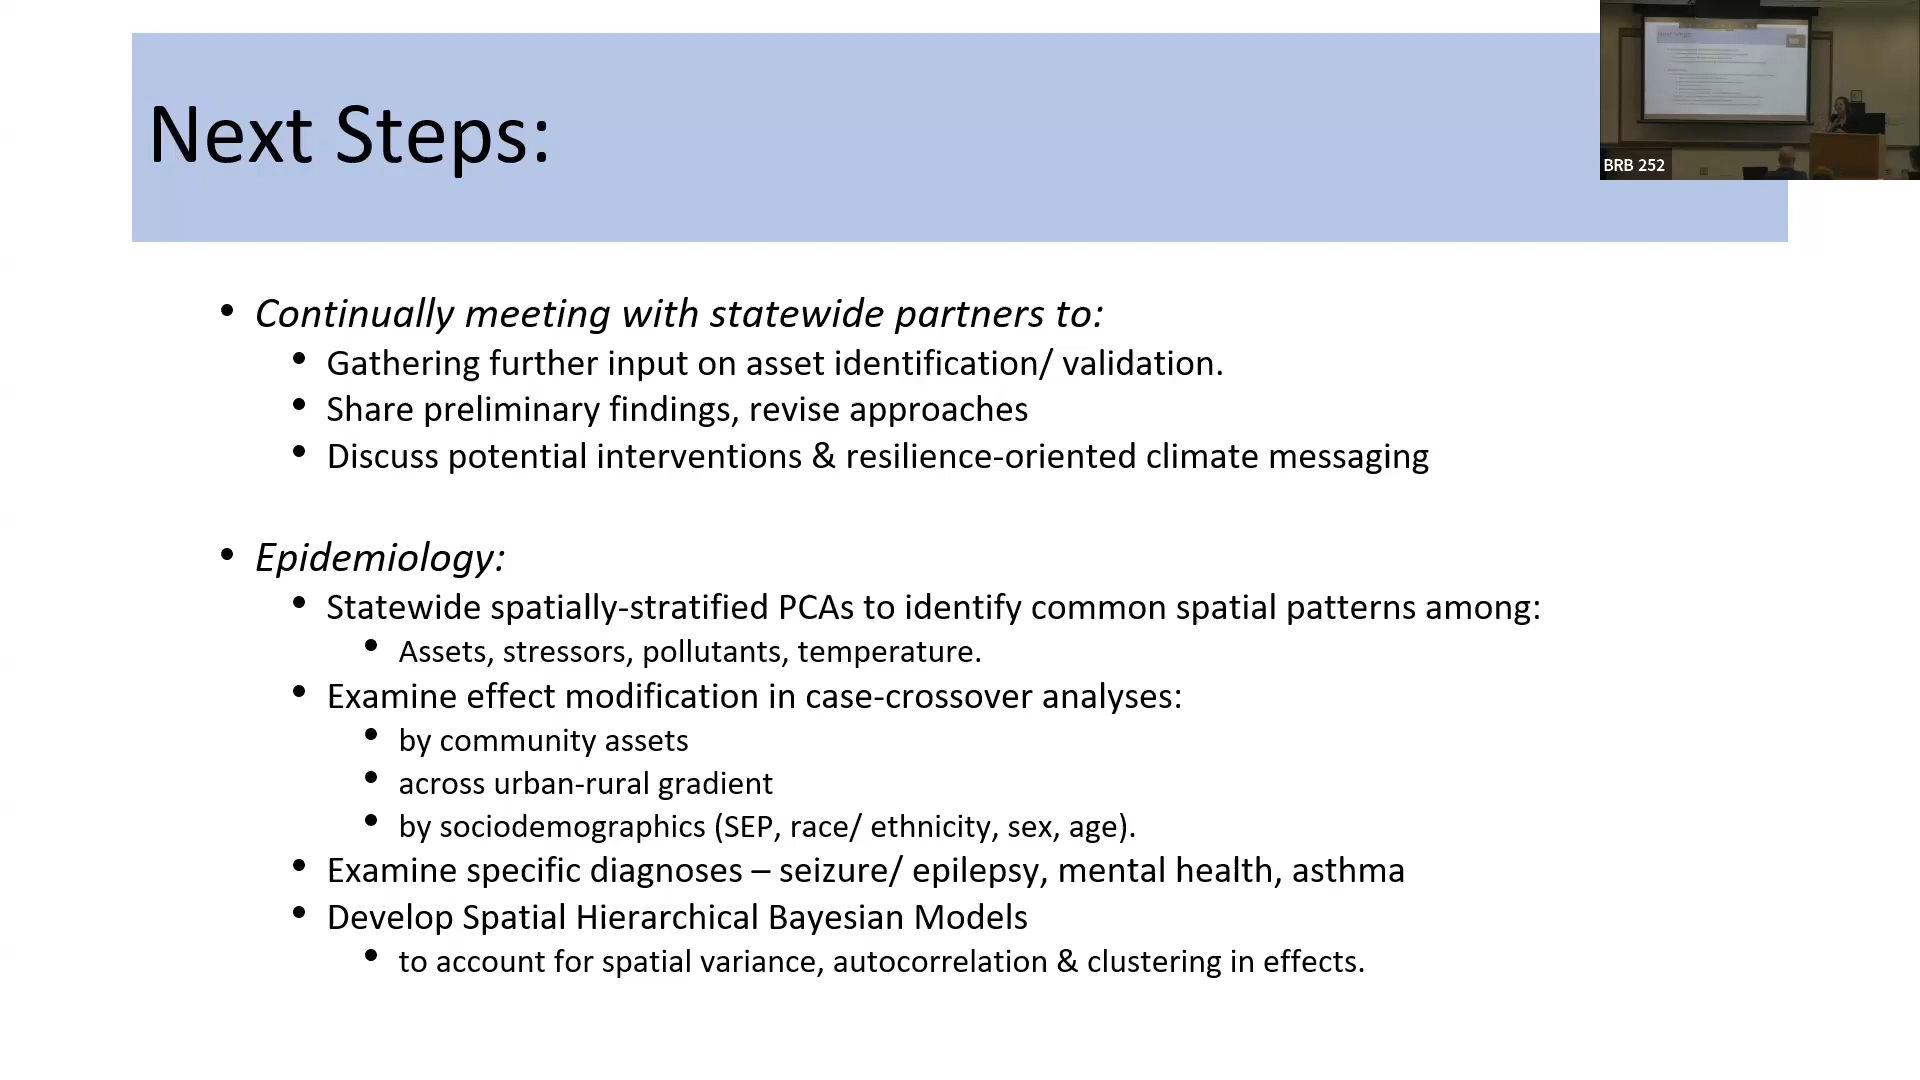 Next Steps:
BRB 252
• Continually meeting with statewide partners to:
• Gathering further input on asset identification/ validation.
• Share preliminary findings, revise approaches
• Discuss potential interventions & resilience-oriented climate messaging
• Epidemiology:
• Statewide spatially-stratified PCAs to identify common spatial patterns among:
• Assets, stressors, pollutants, temperature.
• Examine effect modification in case-crossover analyses:
• by community assets
• across urban-rural gradient
• by sociodemographics (SEP, race/ ethnicity, sex, age).
• Examine specific diagnoses – seizure/ epilepsy, mental health, asthma
• Develop Spatial Hierarchical Bayesian Models
• to account for spatial variance, autocorrelation & clustering in effects.